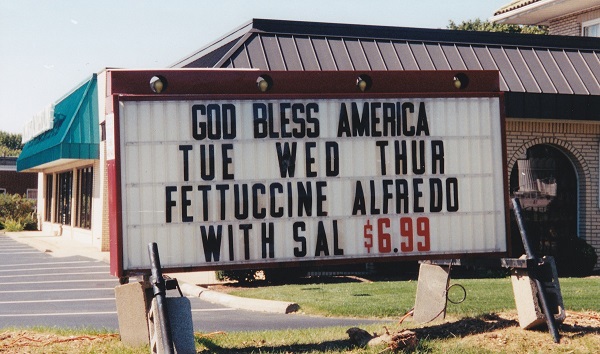 GOD BLESS AMERICA
TUE WED THUR
FETTUCCINE ALFREDO
WITH SAL $6.99